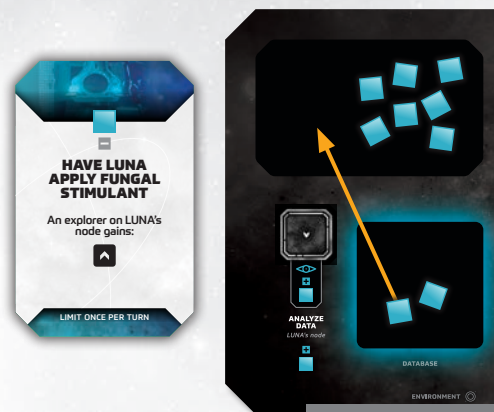 HAVE LUNA
APPLY FUNGAL
STIMULANT
An explorer on LUNA's
node gains:
LIMIT ONCE PER TURN
ANALYZE
DATA
LUNA's node
DATABASE
ENVIRONMENT